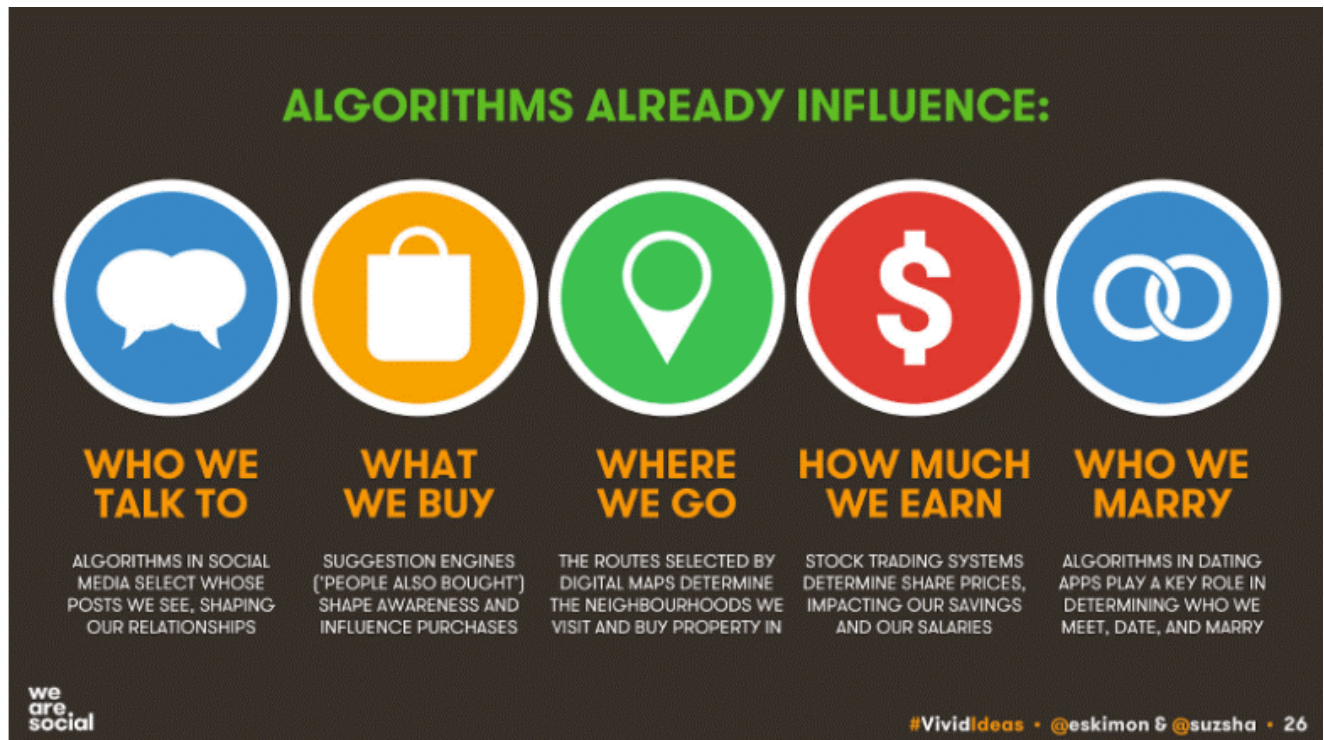 ALGORITHMS ALREADY INFLUENCE:
WHO WE
TALK TO
ALGORITHMS IN SOCIAL
MEDIA SELECT WHOSE
POSTS WE SEE, SHAPING
OUR RELATIONSHIPS
WHAT
WE BUY
SUGGESTION ENGINES
('PEOPLE ALSO BOUGHT')
SHAPE AWARENESS AND
INFLUENCE PURCHASES
WHERE
WE GO
THE ROUTES SELECTED BY
DIGITAL MAPS DETERMINE
THE NEIGHBOURHOODS WE
VISIT AND BUY PROPERTY IN
HOW MUCH
WE EARN
STOCK TRADING SYSTEMS
DETERMINE SHARE PRICES,
IMPACTING OUR SAVINGS
AND OUR SALARIES
WHO WE
MARRY
ALGORITHMS IN DATING
APPS PLAY A KEY ROLE IN
DETERMINING WHO WE
MEET, DATE, AND MARRY
$
we
are.
social
#VividIdeas • @eskimon & @suzsha • 26